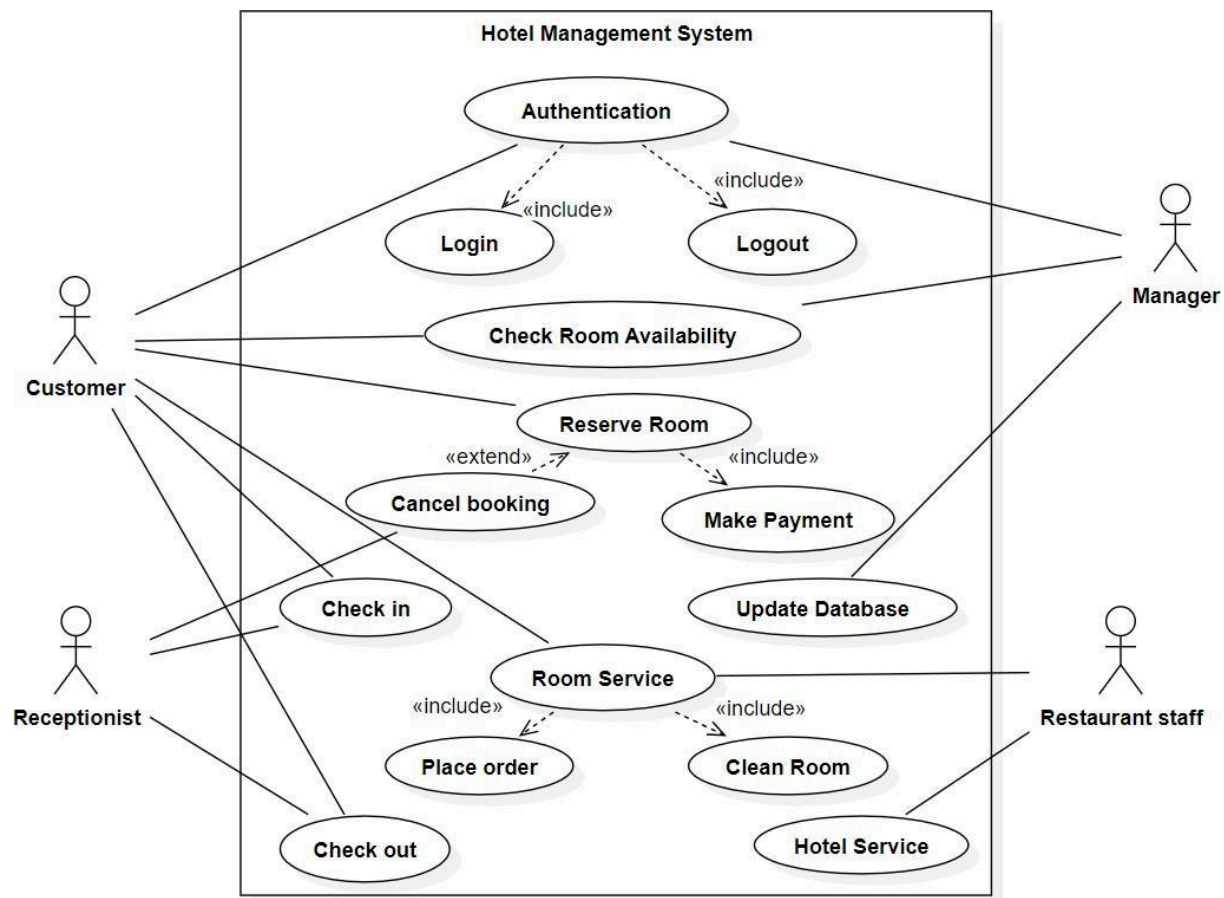 Hotel Management System
Authentication
«include»
«include»
Login
Logout
Manager
Check Room Availability
Customer
Reserve Room
«extend»
«include»
Cancel booking
Make Payment
Check in
Update Database
Room Service
Receptionist
«include»
«include»
Restaurant staff
Place order
Clean Room
Check out
Hotel Service